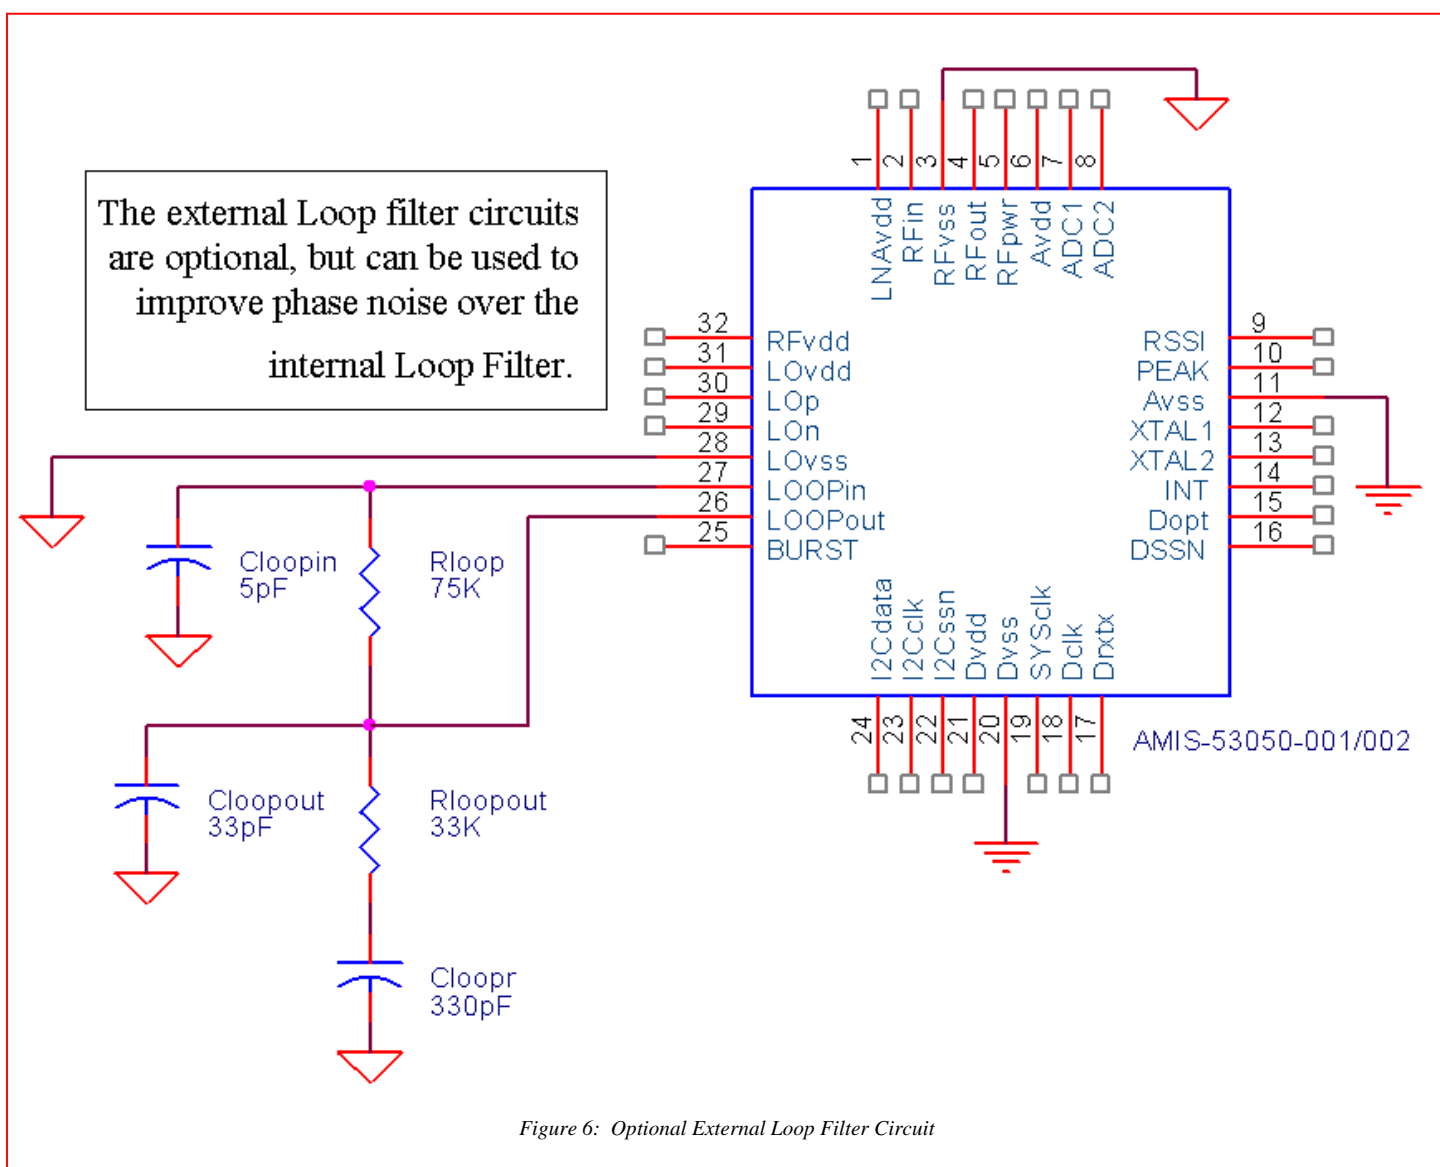 The external Loop filter circuits
are optional, but can be used to
improve phase noise over the
internal Loop Filter.
1
2
3
4
5
6
7
8
LNAvdd
RFin
RFvss
RFout
RFpwr
Avdd
ADC1
ADC2
32 RFvdd
31 LOvdd
30 LOp
29 LOn
28 LOvss
27 LOOPin
26 LOOPout
25 BURST
RSSI 9
PEAK 10
Avss 11
XTAL1 12
XTAL2 13
INT 14
Dopt 15
DSSN 16
I2Cdata
I2Cclk
I2Cssn
Dvdd
Dvss
SYSclk
Dclk
Drxtx
24
23
22
21
20
19
18
17
AMIS-53050-001/002
Cloopin
5pF
Rloop
75K
Cloopout
33pF
Rloopout
33K
Cloopr
330pF
Figure 6: Optional External Loop Filter Circuit